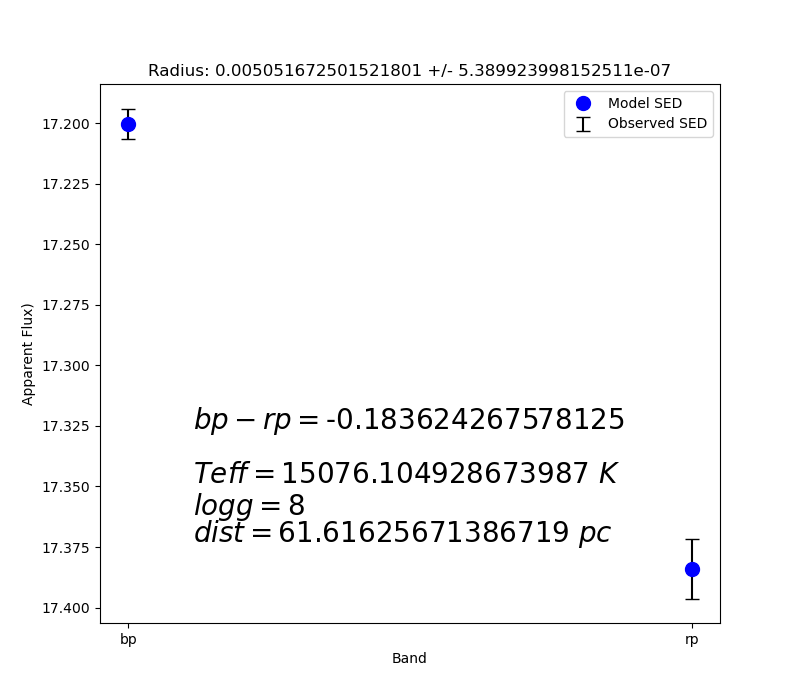 Radius: 0.005051672501521801 +/- 5.389923998152511e-07
Model SED
Observed SED
17.200
17.225
17.250
17.275
17.300
17.325
17.350
17.375
17.400
Apparent Flux)
bp − rp = -0.183624267578125
Teff = 15076.104928673987 K
logg = 8
dist = 61.61625671386719 pc
bp
rp
Band